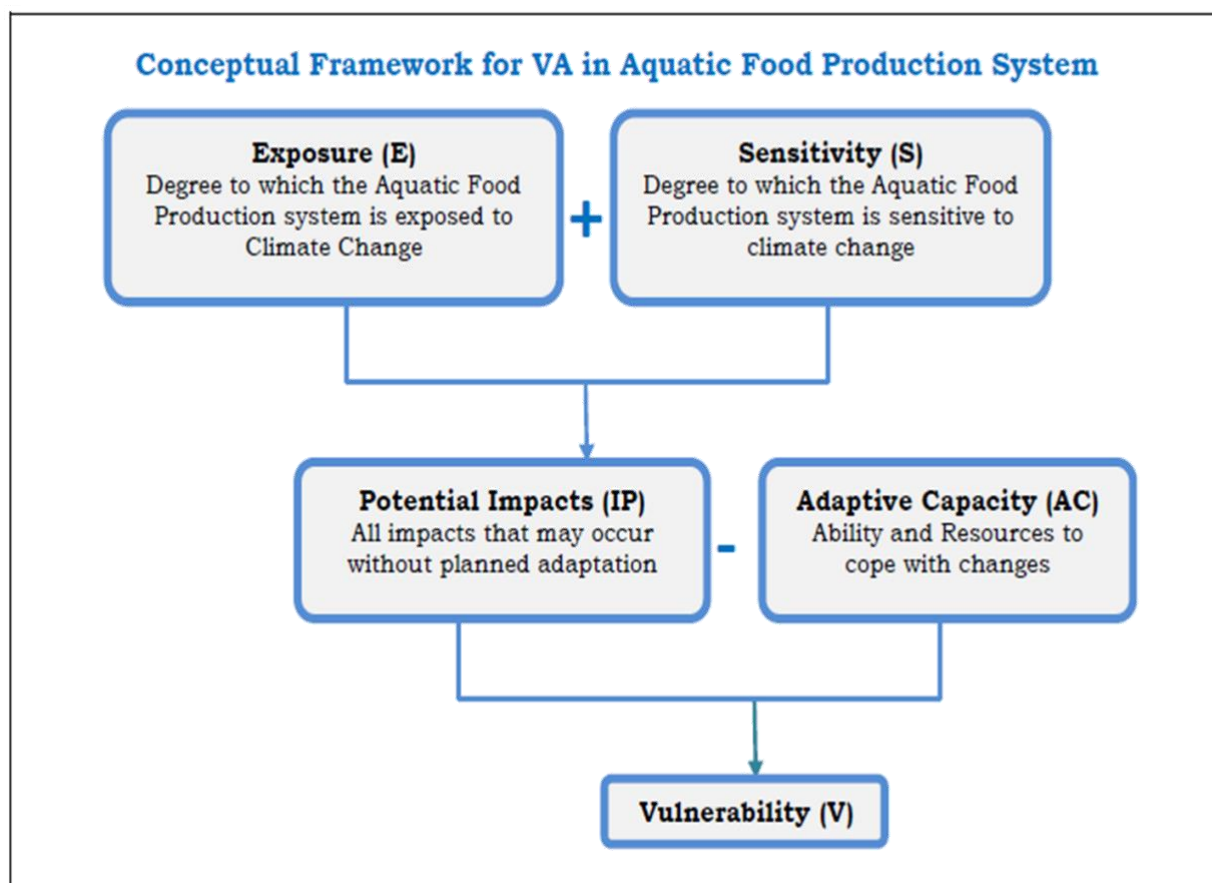 Conceptual Framework for VA in Aquatic Food Production System
Exposure (E)
Degree to which the Aquatic Food
Production system is exposed to
Climate Change
+
Sensitivity (S)
Degree to which the Aquatic Food
Production system is sensitive to
climate change
Potential Impacts (IP)
All impacts that may occur
without planned adaptation
-
Adaptive Capacity (AC)
Ability and Resources to
cope with changes
Vulnerability (V)